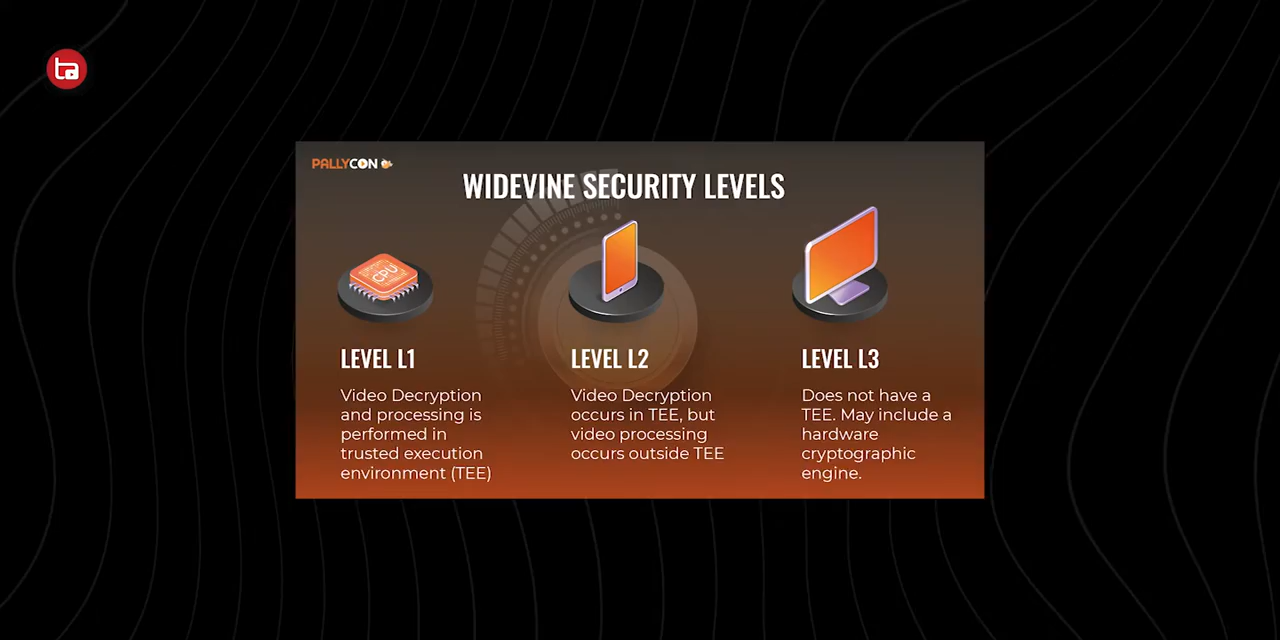 ta
PALLYCON
WIDEVINE SECURITY LEVELS
CPU
LEVEL L1
Video Decryption
and processing is
performed in
trusted execution
environment (TEE)
LEVEL L2
Video Decryption
occurs in TEE, but
video processing
occurs outside TEE
LEVEL L3
Does not have a
TEE. May include a
hardware
cryptographic
engine.